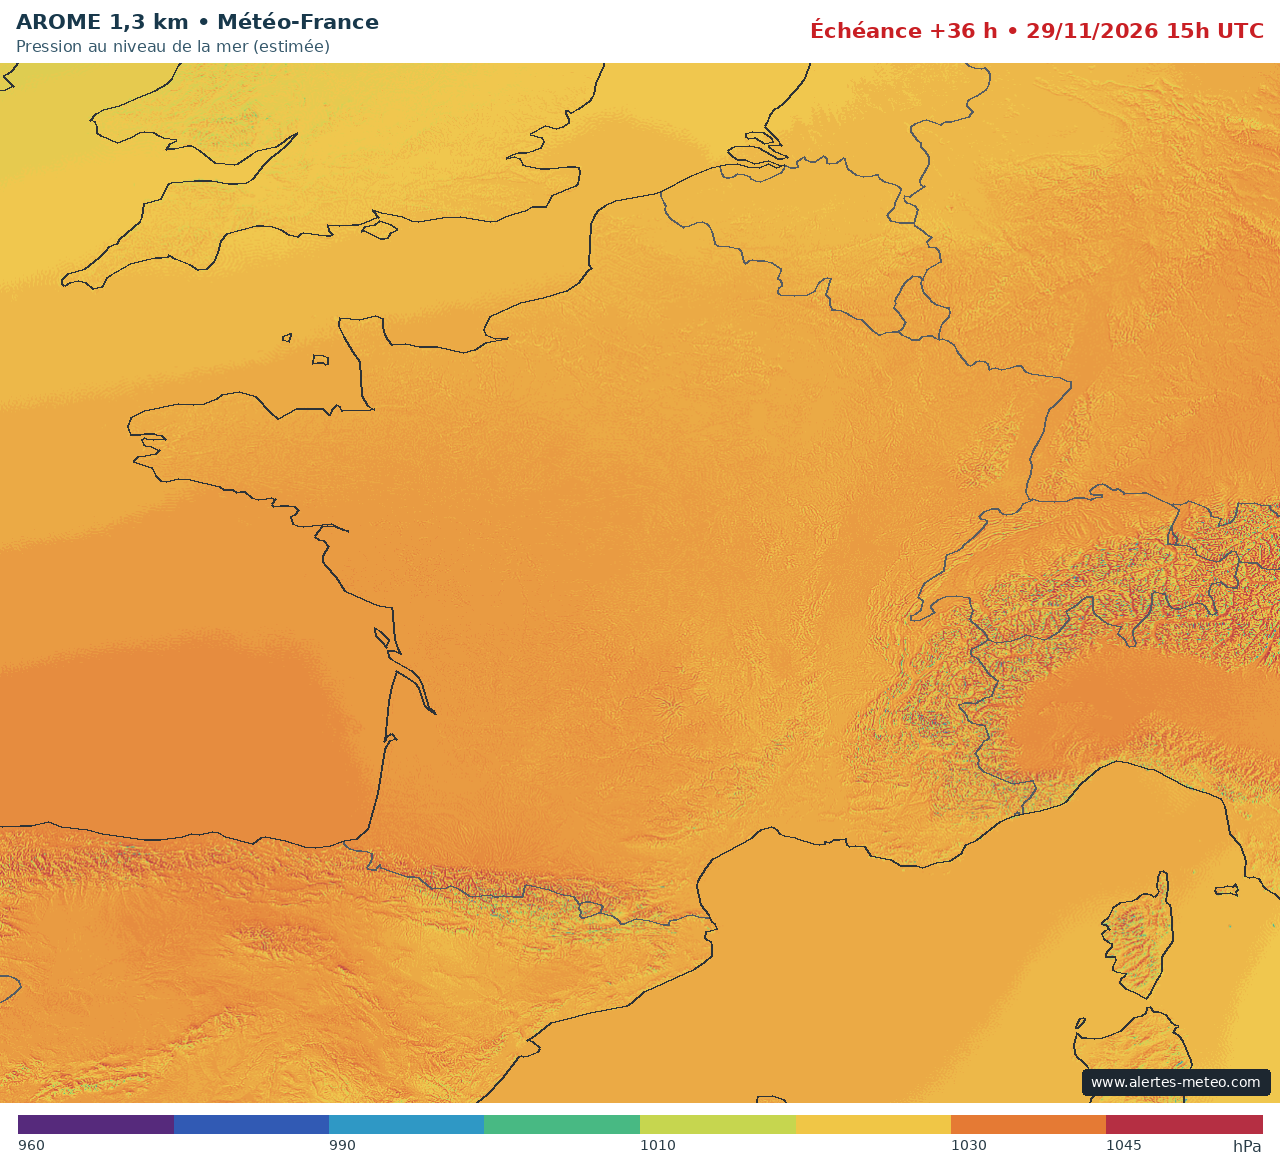 AROME 1,3 km • Météo-France
Pression au niveau de la mer (estimée)
Échéance +36 h • 29/11/2026 15h UTC
www.alertes-meteo.com
960 990 1010 1030 1045 hPa